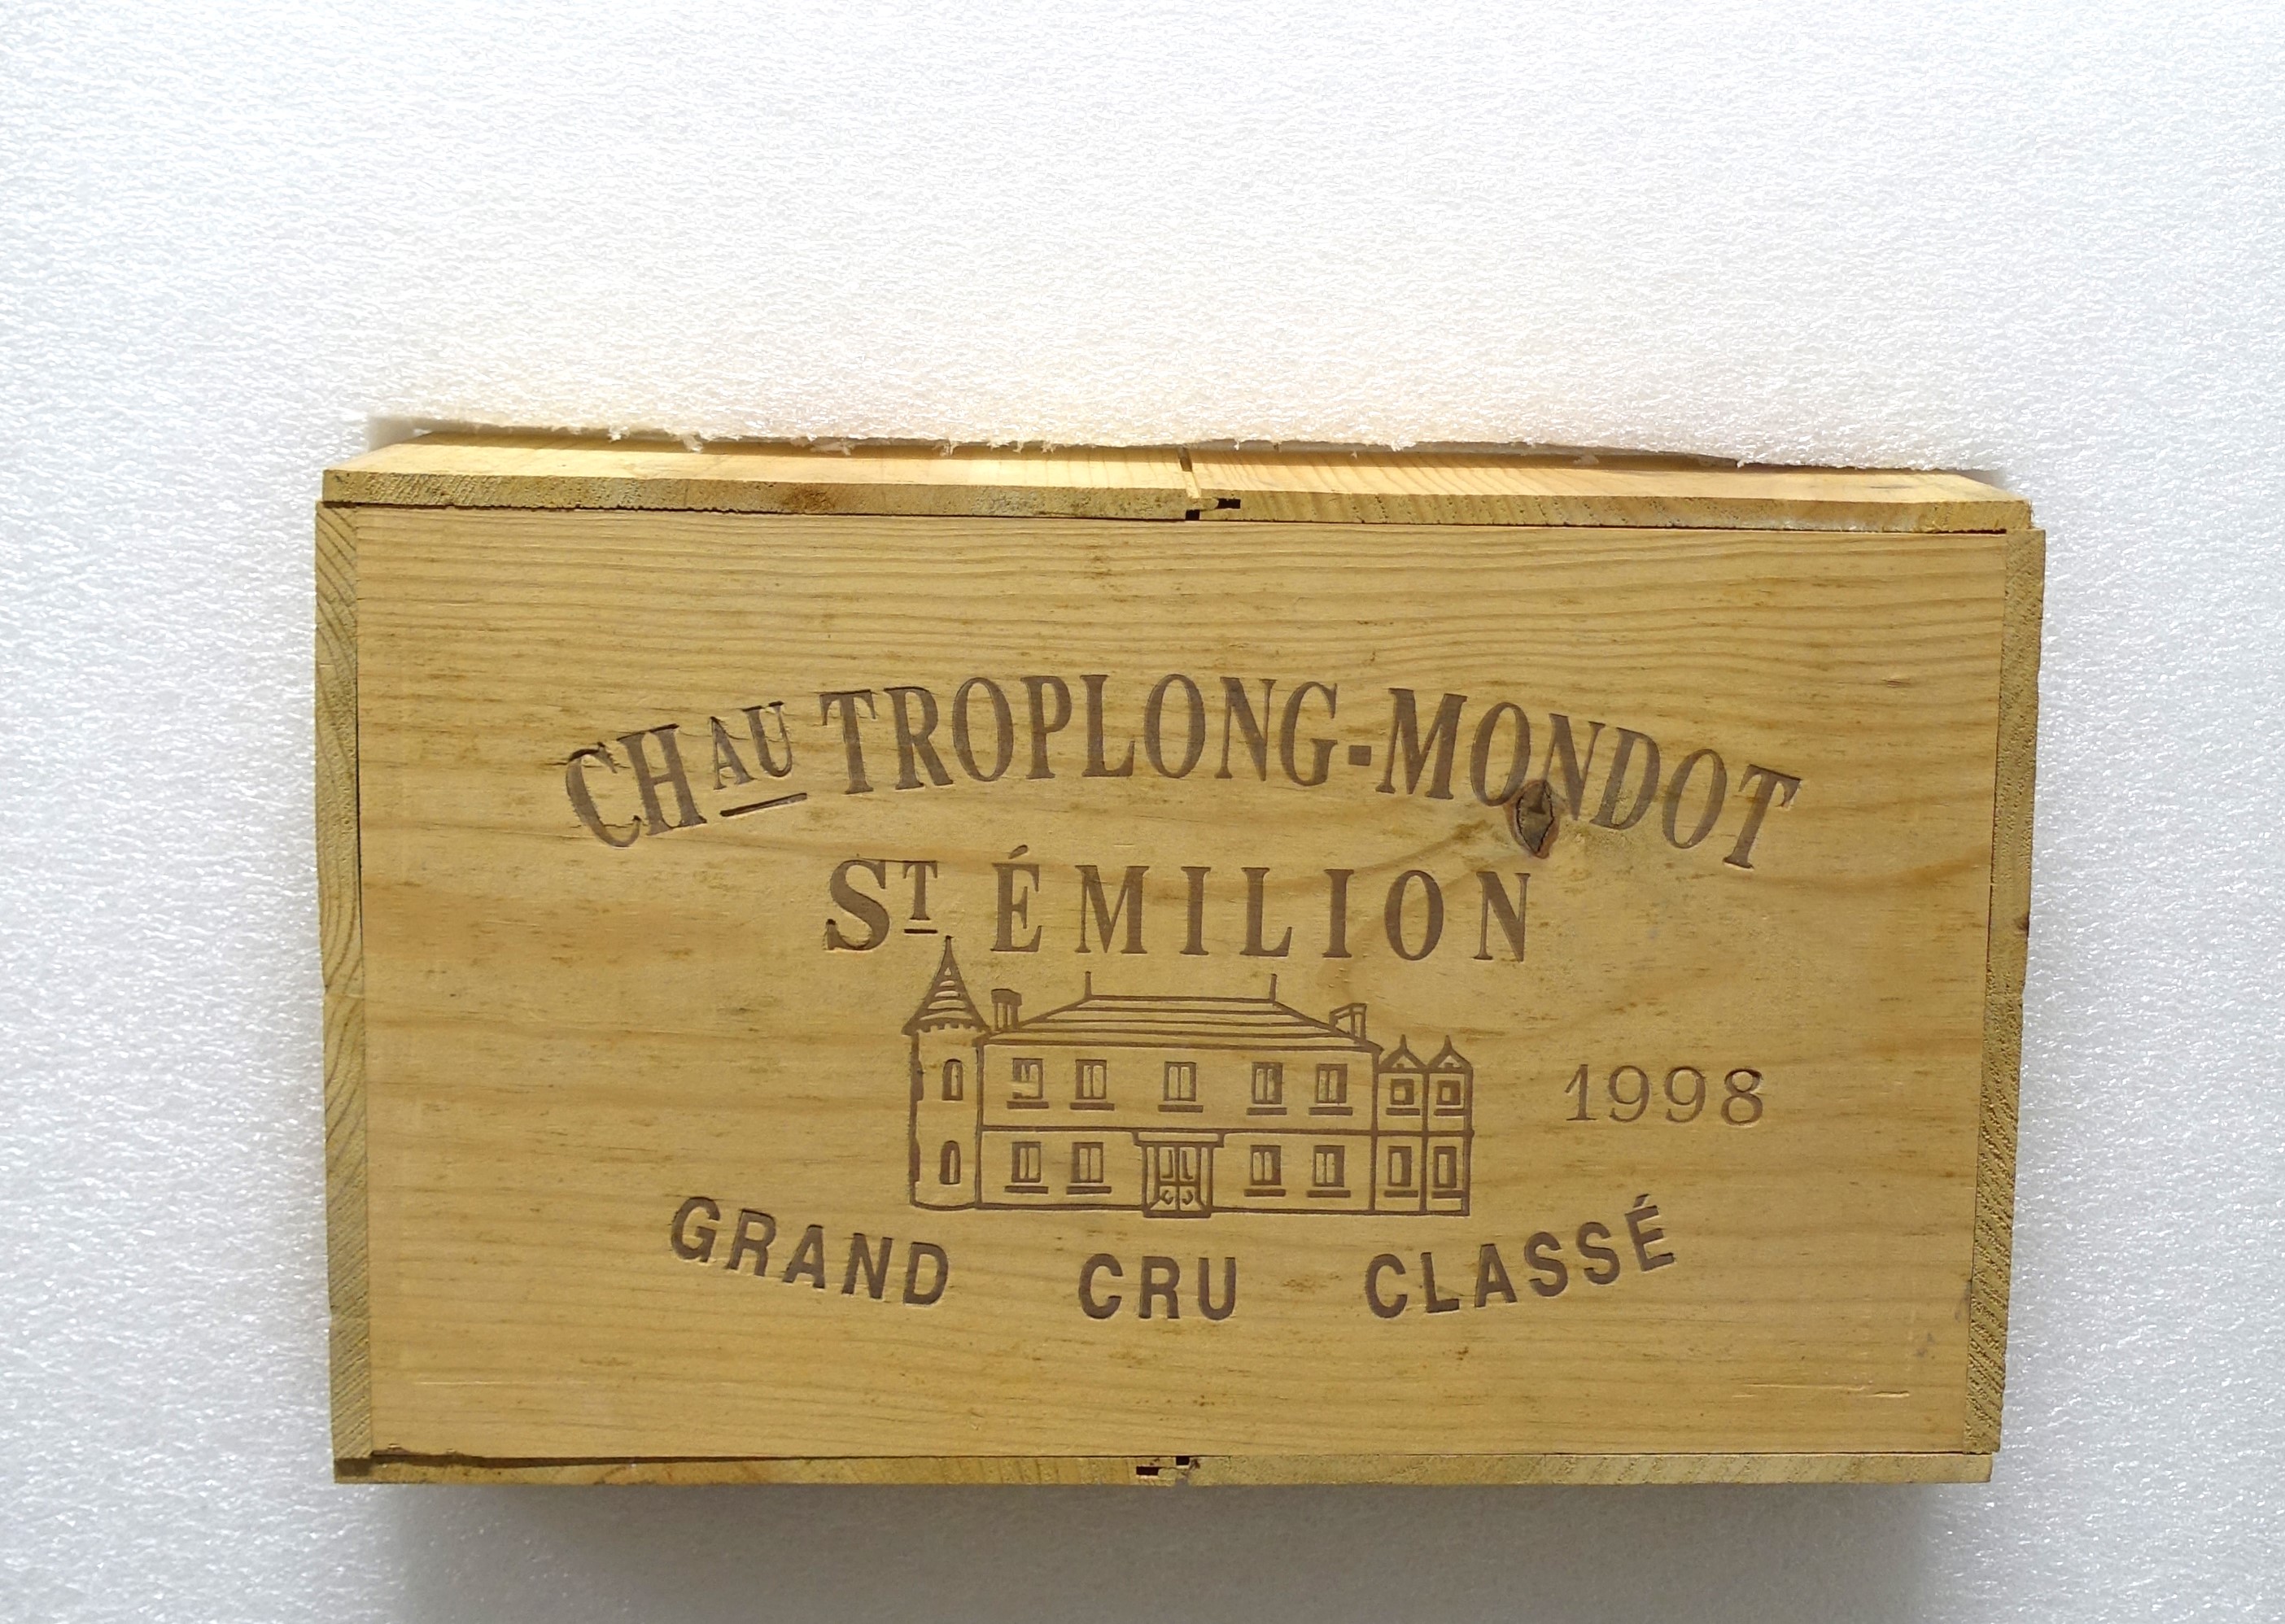 CHAU TROPLONG-MONDOT
ST ÉMILION
1998
GRAND CRU CLASSÉ